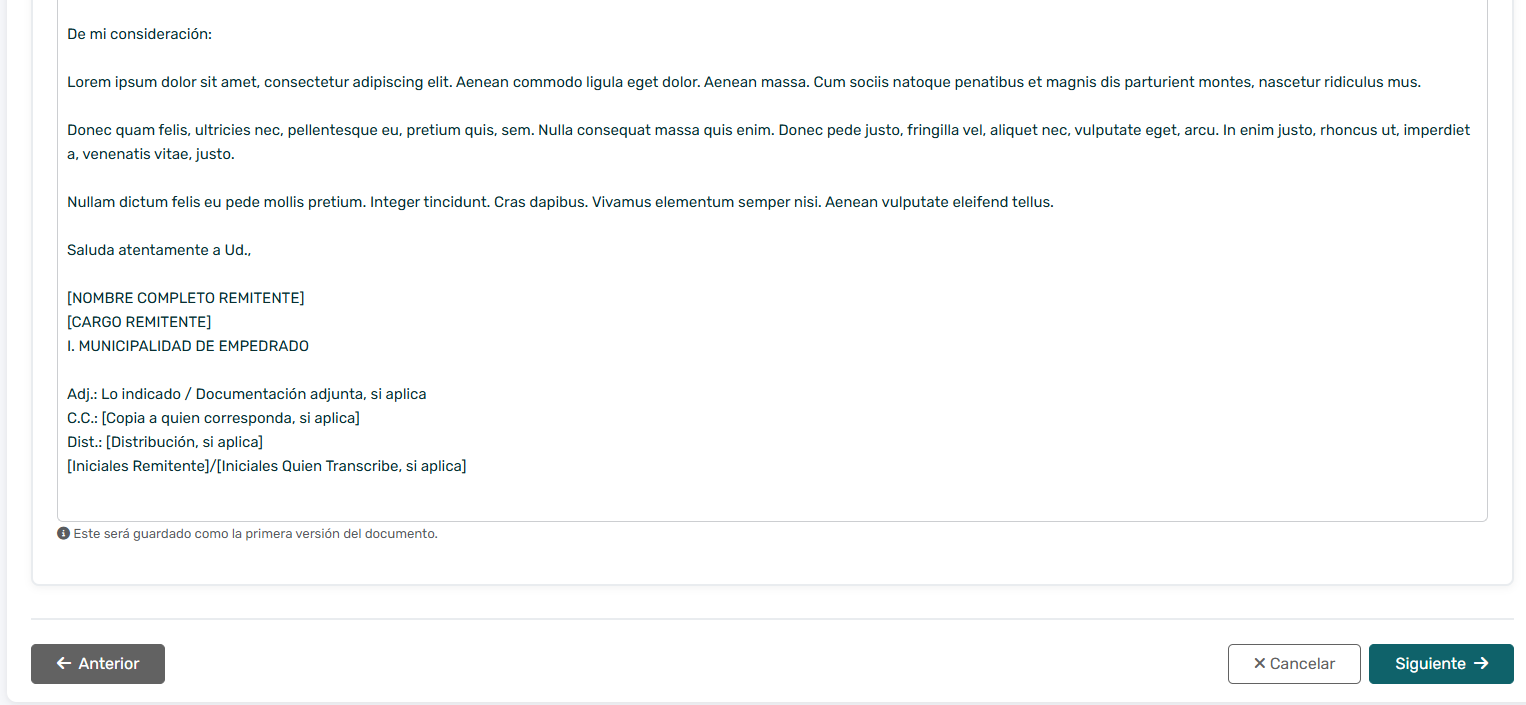 De mi consideración:
Lorem ipsum dolor sit amet, consectetur adipiscing elit. Aenean commodo ligula eget dolor. Aenean massa. Cum sociis natoque penatibus et magnis dis parturient montes, nascetur ridiculus mus.
Donec quam felis, ultricies nec, pellentesque eu, pretium quis, sem. Nulla consequat massa quis enim. Donec pede justo, fringilla vel, aliquet nec, vulputate eget, arcu. In enim justo, rhoncus ut, imperdiet
a, venenatis vitae, justo.
Nullam dictum felis eu pede mollis pretium. Integer tincidunt. Cras dapibus. Vivamus elementum semper nisi. Aenean vulputate eleifend tellus.
Saluda atentamente a Ud.,
[NOMBRE COMPLETO REMITENTE]
[CARGO REMITENTE]
I. MUNICIPALIDAD DE EMPEDRADO
Adj.: Lo indicado / Documentación adjunta, si aplica
C.C.: [Copia a quien corresponda, si aplica]
Dist.: [Distribución, si aplica]
[Iniciales Remitente]/[Iniciales Quien Transcribe, si aplica]
Este será guardado como la primera versión del documento.
Anterior
Cancelar
Siguiente